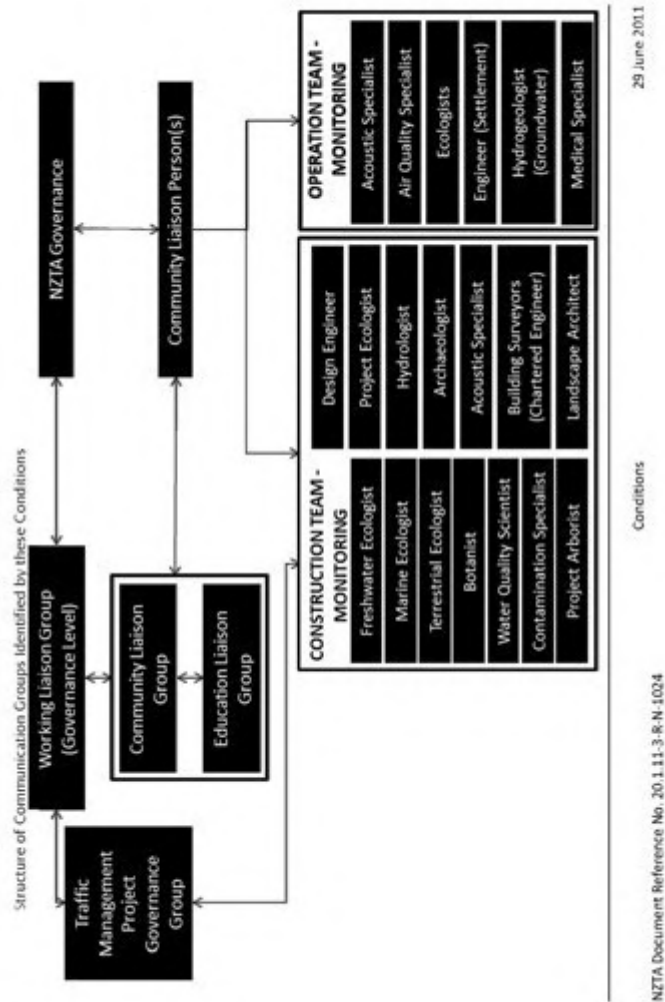 Structure of Communication Groups Identified by these Conditions
Traffic
Management
Project
Governance
Group
Working Liaison Group
(Governance Level)
NZTA Governance
Community Liaison
Group
Education Liaison
Group
Community Liaison Person(s)
CONSTRUCTION TEAM -
MONITORING
Freshwater Ecologist
Marine Ecologist
Terrestrial Ecologist
Botanist
Water Quality Scientist
Contamination Specialist
Project Arborist
Design Engineer
Project Ecologist
Hydrologist
Archaeologist
Acoustic Specialist
Building Surveyors
(Chartered Engineer)
Landscape Architect
OPERATION TEAM -
MONITORING
Acoustic Specialist
Air Quality Specialist
Ecologists
Engineer (Settlement)
Hydrogeologist
(Groundwater)
Medical Specialist
NZTA Document Reference No. 20.1.11-3-R-N-1024
Conditions
29 June 2011